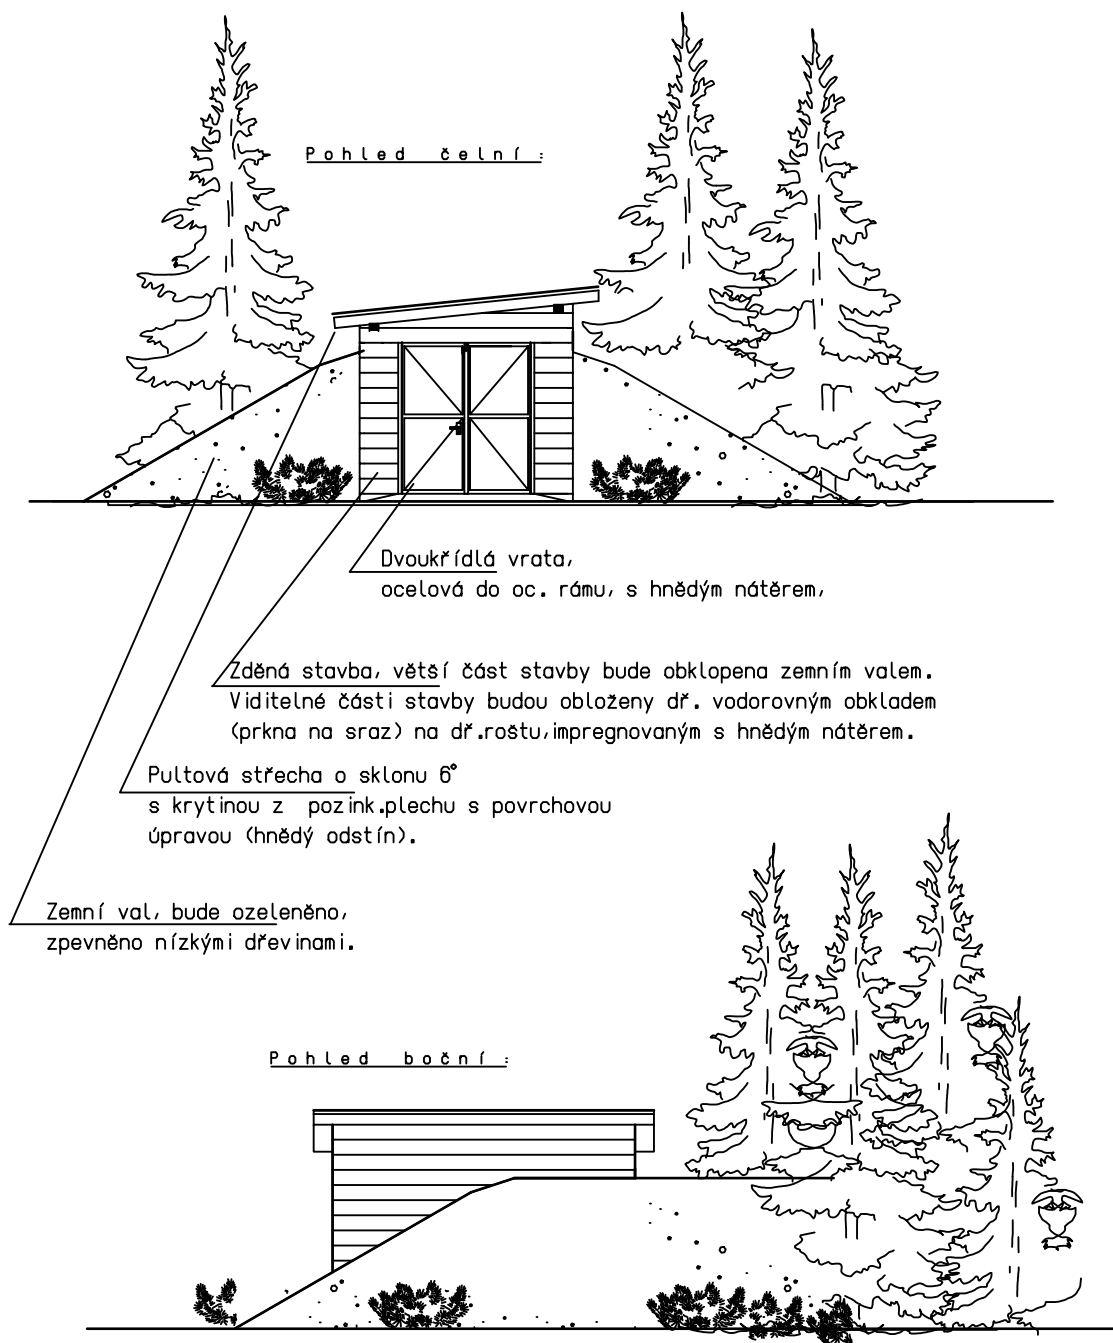 Pohled čelní :
Dvoukřídlá vrata,
ocelová do oc. rámu, s hnědým nátěrem,
Zděná stavba, větší část stavby bude obklopena zemním valem.
Viditelné části stavby budou obloženy dř. vodorovným obkladem
(prkna na sraz) na dř.roštu,impregnovaným s hnědým nátěrem.
Pultová střecha o sklonu 6°
s krytinou z pozink.plechu s povrchovou
úpravou (hnědý odstín).
Zemní val, bude ozeleněno,
zpevněno nízkými dřevinami.
Pohled boční :